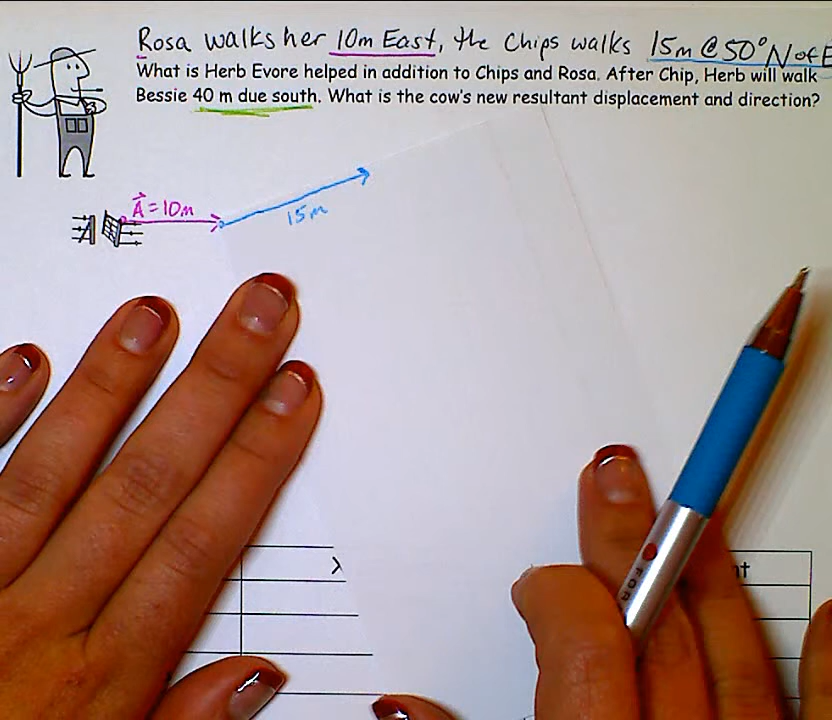 Rosa walks her 10m East, the Chips walks 15m @ 50° N of E
What is Herb Evore helped in addition to Chips and Rosa. After Chip, Herb will walk
Bessie 40 m due south. What is the cow's new resultant displacement and direction?
A = 10m
15m
x
nt
FOR